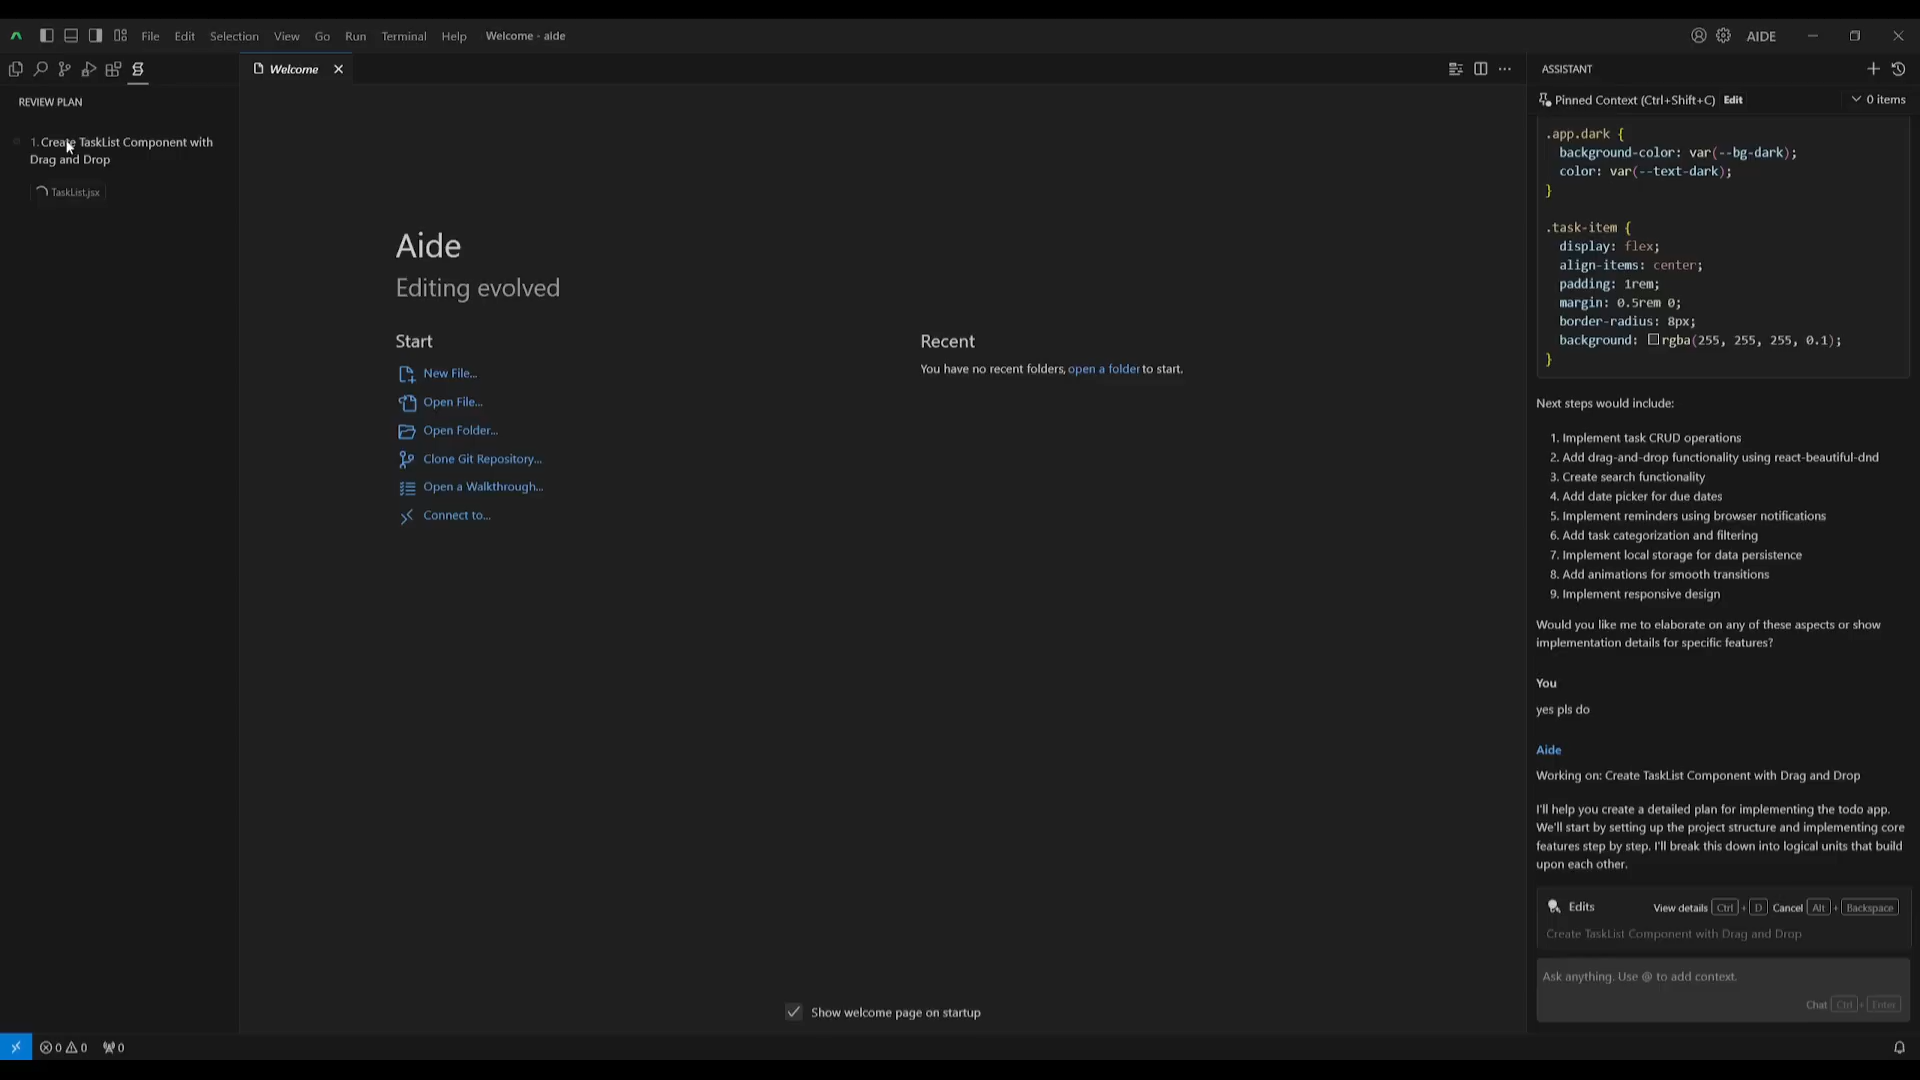 File Edit Selection View Go Run Terminal Help Welcome - aide AIDE
Welcome
REVIEW PLAN
1. Create TaskList Component with
Drag and Drop
TaskList.jsx
Aide
Editing evolved
Start
New File...
Open File...
Open Folder...
Clone Git Repository...
Open a Walkthrough...
Connect to...
Recent
You have no recent folders, open a folder to start.
Show welcome page on startup
ASSISTANT
Pinned Context (Ctrl+Shift+C) Edit 0 items
.app.dark {
background-color: var(--bg-dark);
color: var(--text-dark);
}
.task-item {
display: flex;
align-items: center;
padding: 1rem;
margin: 0.5rem 0;
border-radius: 8px;
background: rgba(255, 255, 255, 0.1);
}
Next steps would include:
1. Implement task CRUD operations
2. Add drag-and-drop functionality using react-beautiful-dnd
3. Create search functionality
4. Add date picker for due dates
5. Implement reminders using browser notifications
6. Add task categorization and filtering
7. Implement local storage for data persistence
8. Add animations for smooth transitions
9. Implement responsive design
Would you like me to elaborate on any of these aspects or show
implementation details for specific features?
You
yes pls do
Aide
Working on: Create TaskList Component with Drag and Drop
I'll help you create a detailed plan for implementing the todo app.
We'll start by setting up the project structure and implementing core
features step by step. I'll break this down into logical units that build
upon each other.
Edits View details Ctrl + D Cancel Alt + Backspace
Create TaskList Component with Drag and Drop
Ask anything. Use @ to add context.
Chat Ctrl + Enter
0 0 0